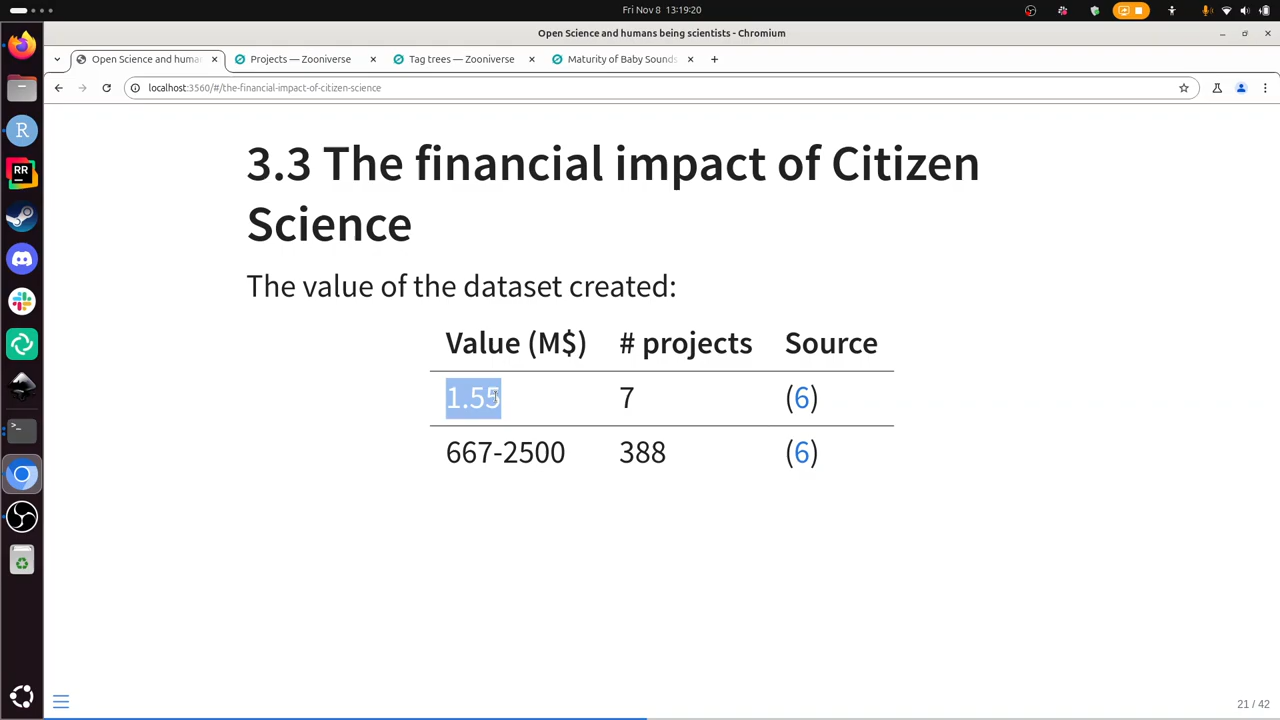 Fri Nov 8 13:19:20
Open Science and humans being scientists - Chromium
Open Science and huma
Projects — Zooniverse
Tag trees — Zooniverse
Maturity of Baby Sounds
localhost:3560/#/the-financial-impact-of-citizen-science
3.3 The financial impact of Citizen
Science
The value of the dataset created:
Value (M$) # projects Source
1.55 7 (6)
667-2500 388 (6)
21 / 42